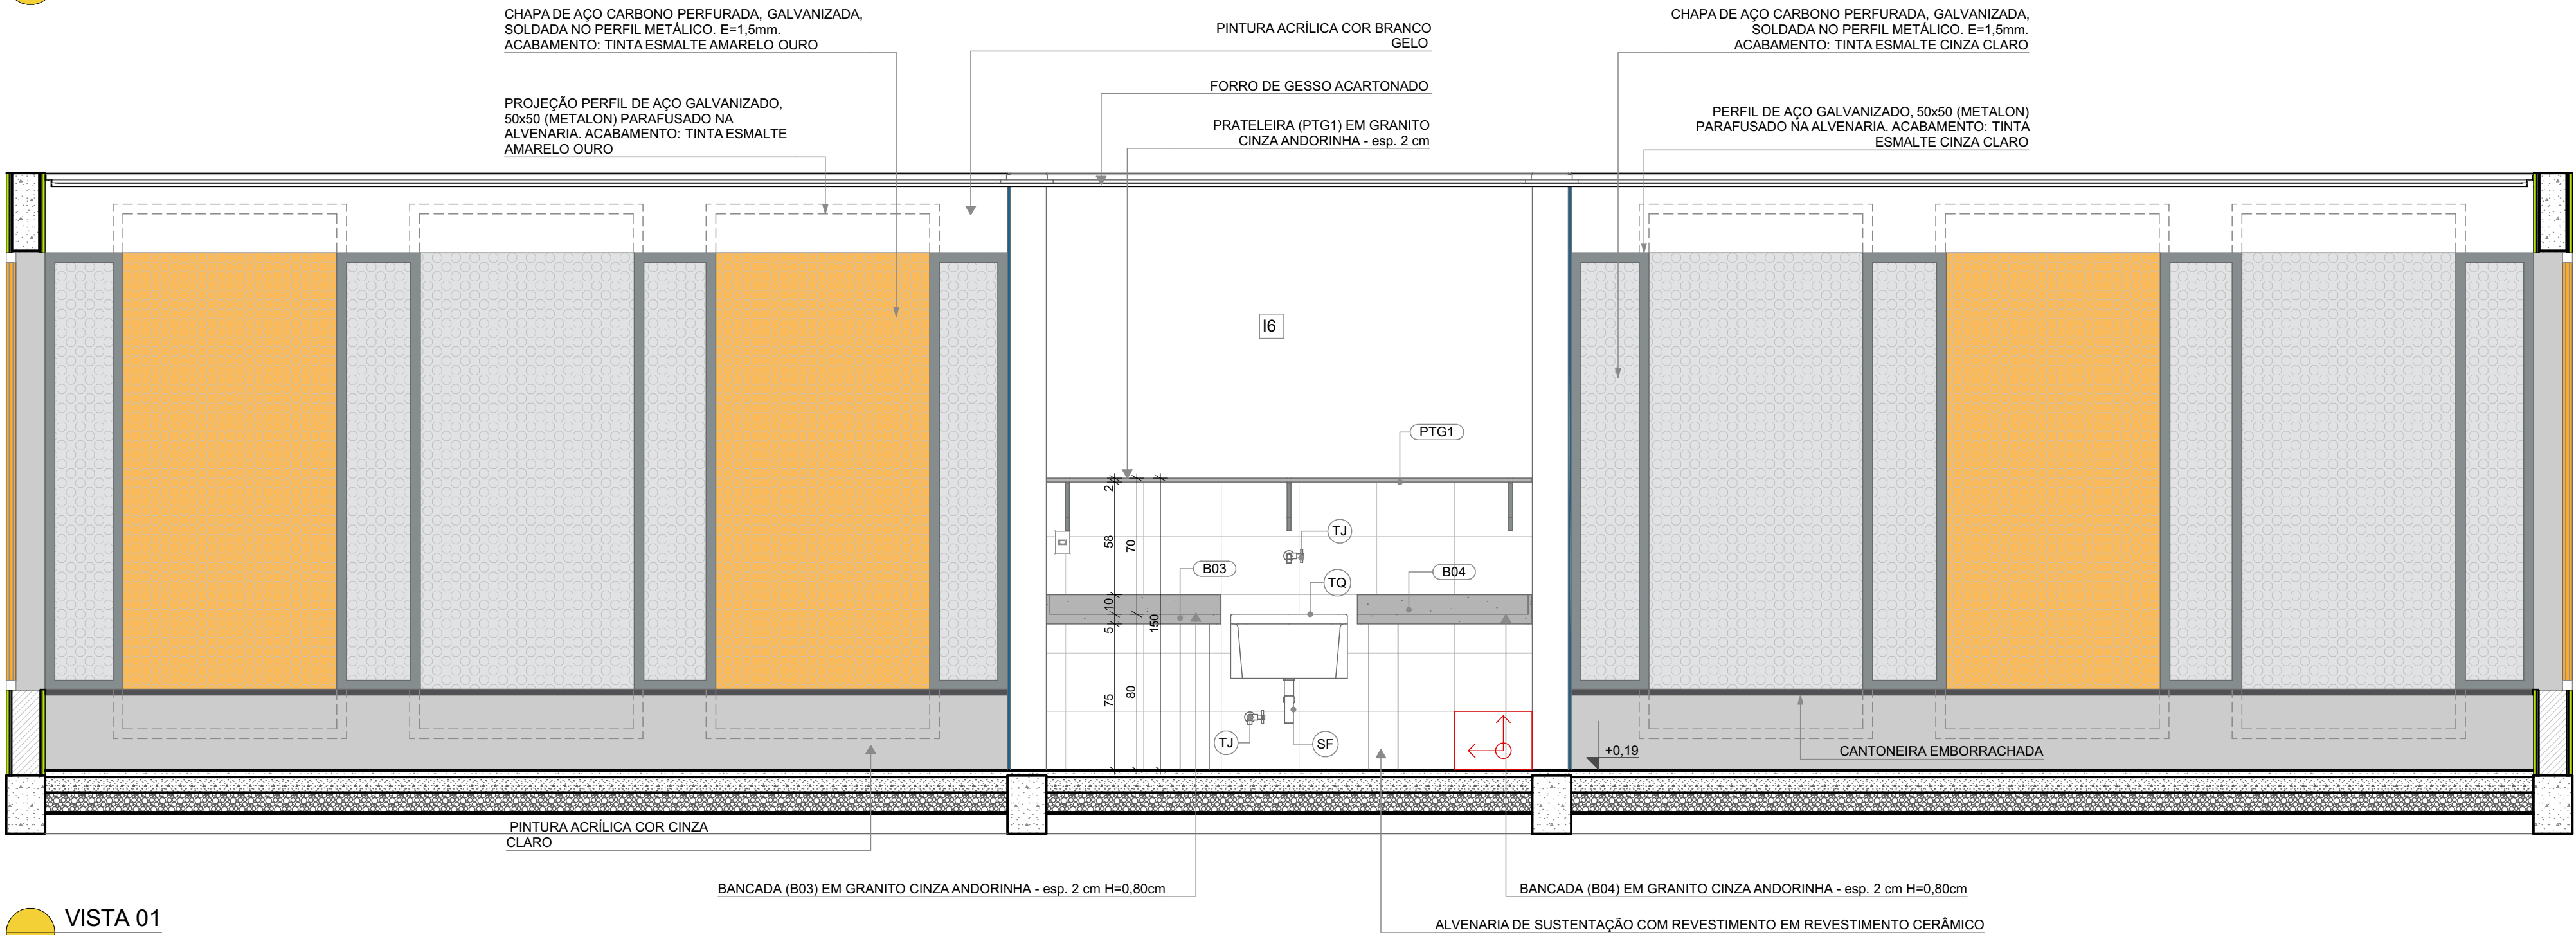 CHAPA DE AÇO CARBONO PERFURADA, GALVANIZADA,
SOLDADA NO PERFIL METÁLICO. E=1,5mm.
ACABAMENTO: TINTA ESMALTE AMARELO OURO
PINTURA ACRÍLICA COR BRANCO
GELO
CHAPA DE AÇO CARBONO PERFURADA, GALVANIZADA,
SOLDADA NO PERFIL METÁLICO. E=1,5mm.
ACABAMENTO: TINTA ESMALTE CINZA CLARO
FORRO DE GESSO ACARTONADO
PROJEÇÃO PERFIL DE AÇO GALVANIZADO,
50x50 (METALON) PARAFUSADO NA
ALVENARIA. ACABAMENTO: TINTA ESMALTE
AMARELO OURO
PRATELEIRA (PTG1) EM GRANITO
CINZA ANDORINHA - esp. 2 cm
PERFIL DE AÇO GALVANIZADO, 50x50 (METALON)
PARAFUSADO NA ALVENARIA. ACABAMENTO: TINTA
ESMALTE CINZA CLARO
I6
PTG1
2
58
70
TJ
B03
B04
TQ
10
5
150
75
80
TJ
SF
+0,19
CANTONEIRA EMBORRACHADA
PINTURA ACRÍLICA COR CINZA
CLARO
BANCADA (B03) EM GRANITO CINZA ANDORINHA - esp. 2 cm H=0,80cm
BANCADA (B04) EM GRANITO CINZA ANDORINHA - esp. 2 cm H=0,80cm
VISTA 01
ALVENARIA DE SUSTENTAÇÃO COM REVESTIMENTO EM REVESTIMENTO CERÂMICO